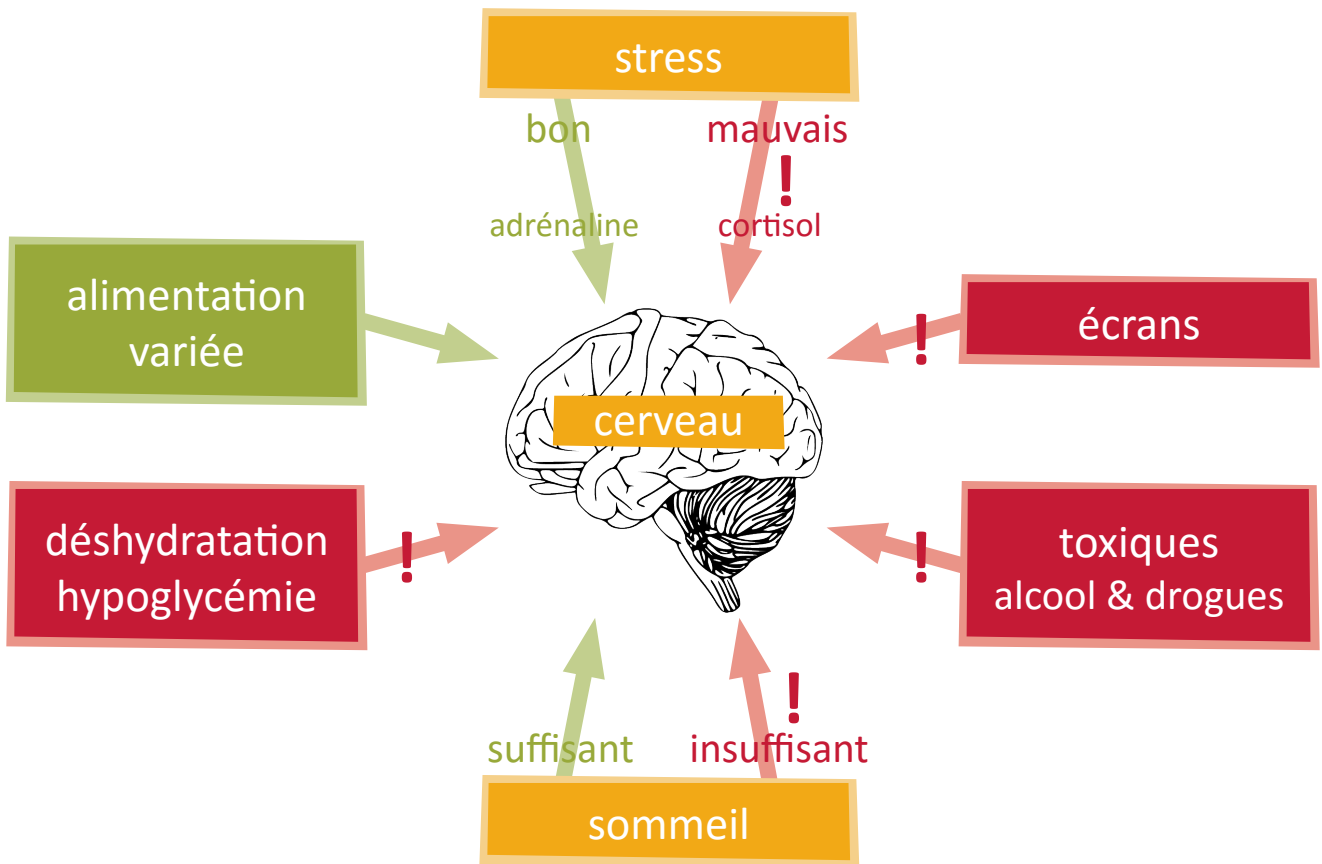 stress
bon
mauvais
!
adrénaline
cortisol
alimentation
variée
écrans
!
cerveau
déshydratation
hypoglycémie
!
toxiques
alcool & drogues
!
!
suffisant
insuffisant
sommeil